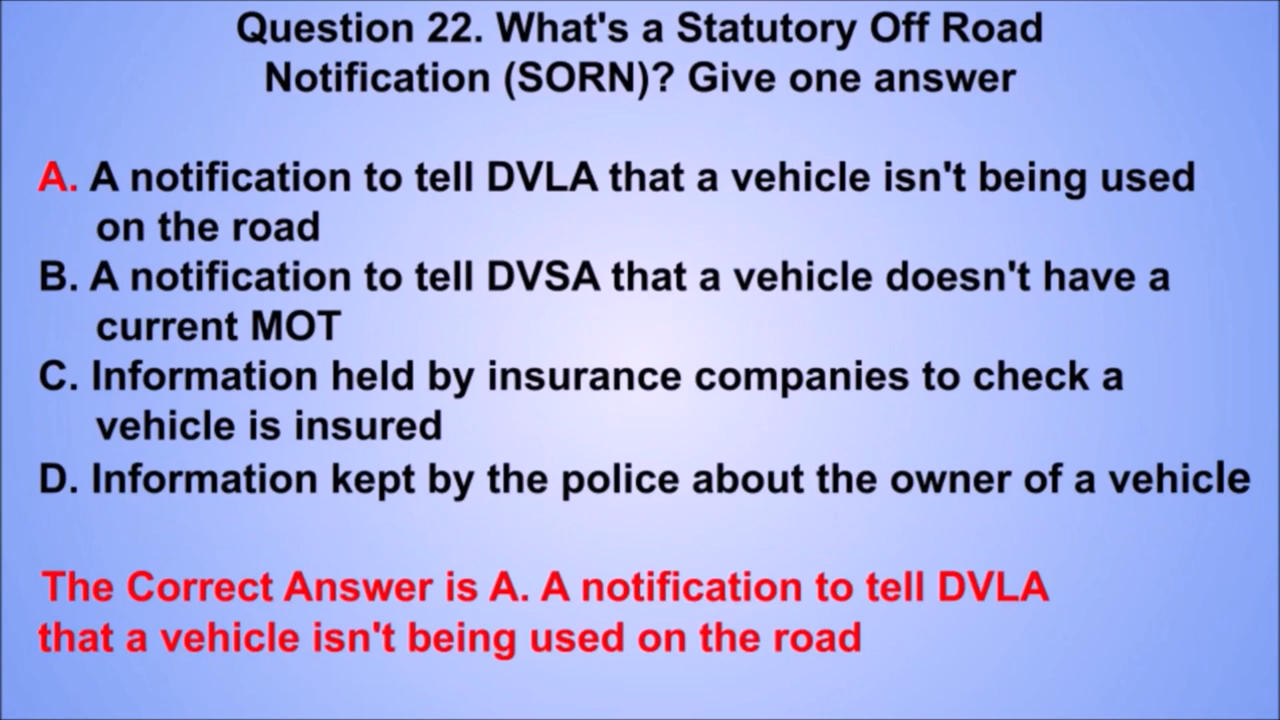 Question 22. What's a Statutory Off Road
Notification (SORN)? Give one answer
A. A notification to tell DVLA that a vehicle isn't being used
on the road
B. A notification to tell DVSA that a vehicle doesn't have a
current MOT
C. Information held by insurance companies to check a
vehicle is insured
D. Information kept by the police about the owner of a vehicle
The Correct Answer is A. A notification to tell DVLA
that a vehicle isn't being used on the road